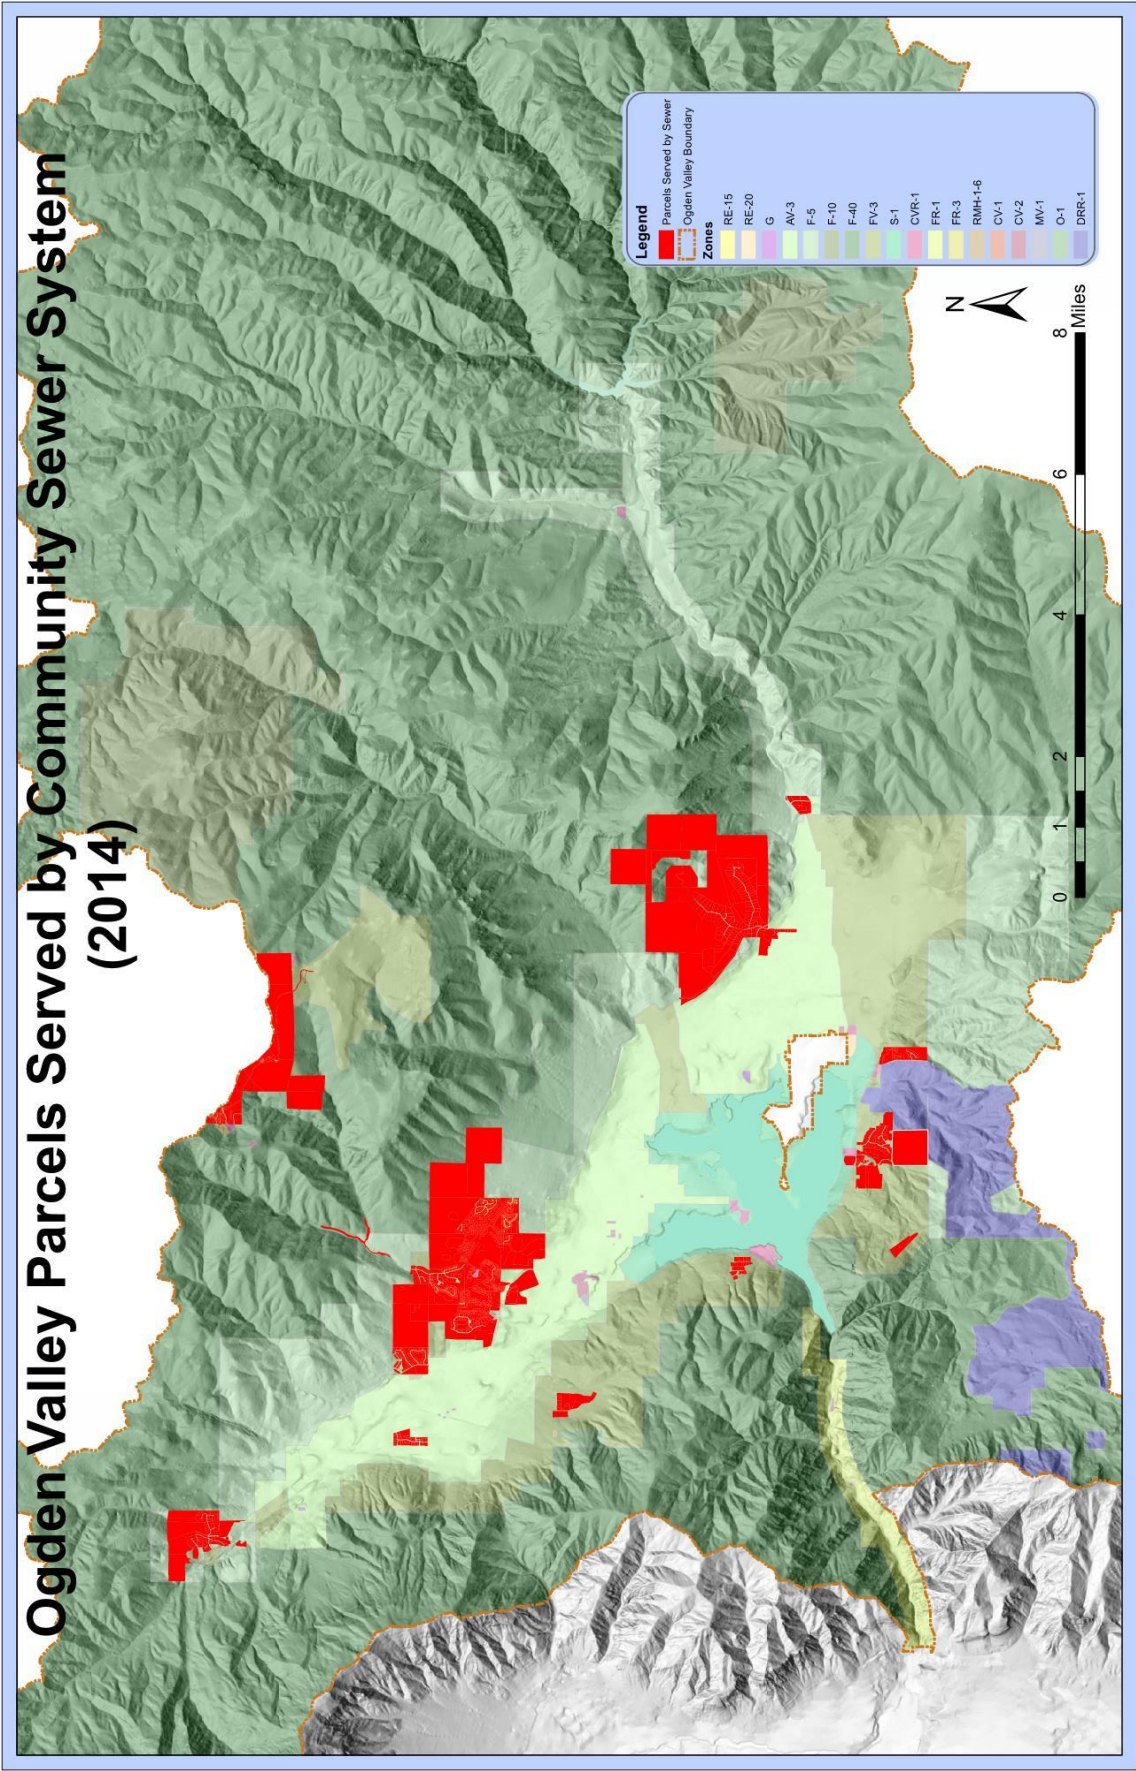 Ogden Valley Parcels Served by Community Sewer System
(2014)
Legend
Parcels Served by Sewer
Ogden Valley Boundary
Zones
RE-15
RE-20
G
AV-3
F-5
F-10
F-40
FV-3
S-1
CVR-1
FR-1
FR-3
RMH-1-6
CV-1
CV-2
MV-1
O-1
DRR-1
N
0 1 2 4 6 8
Miles